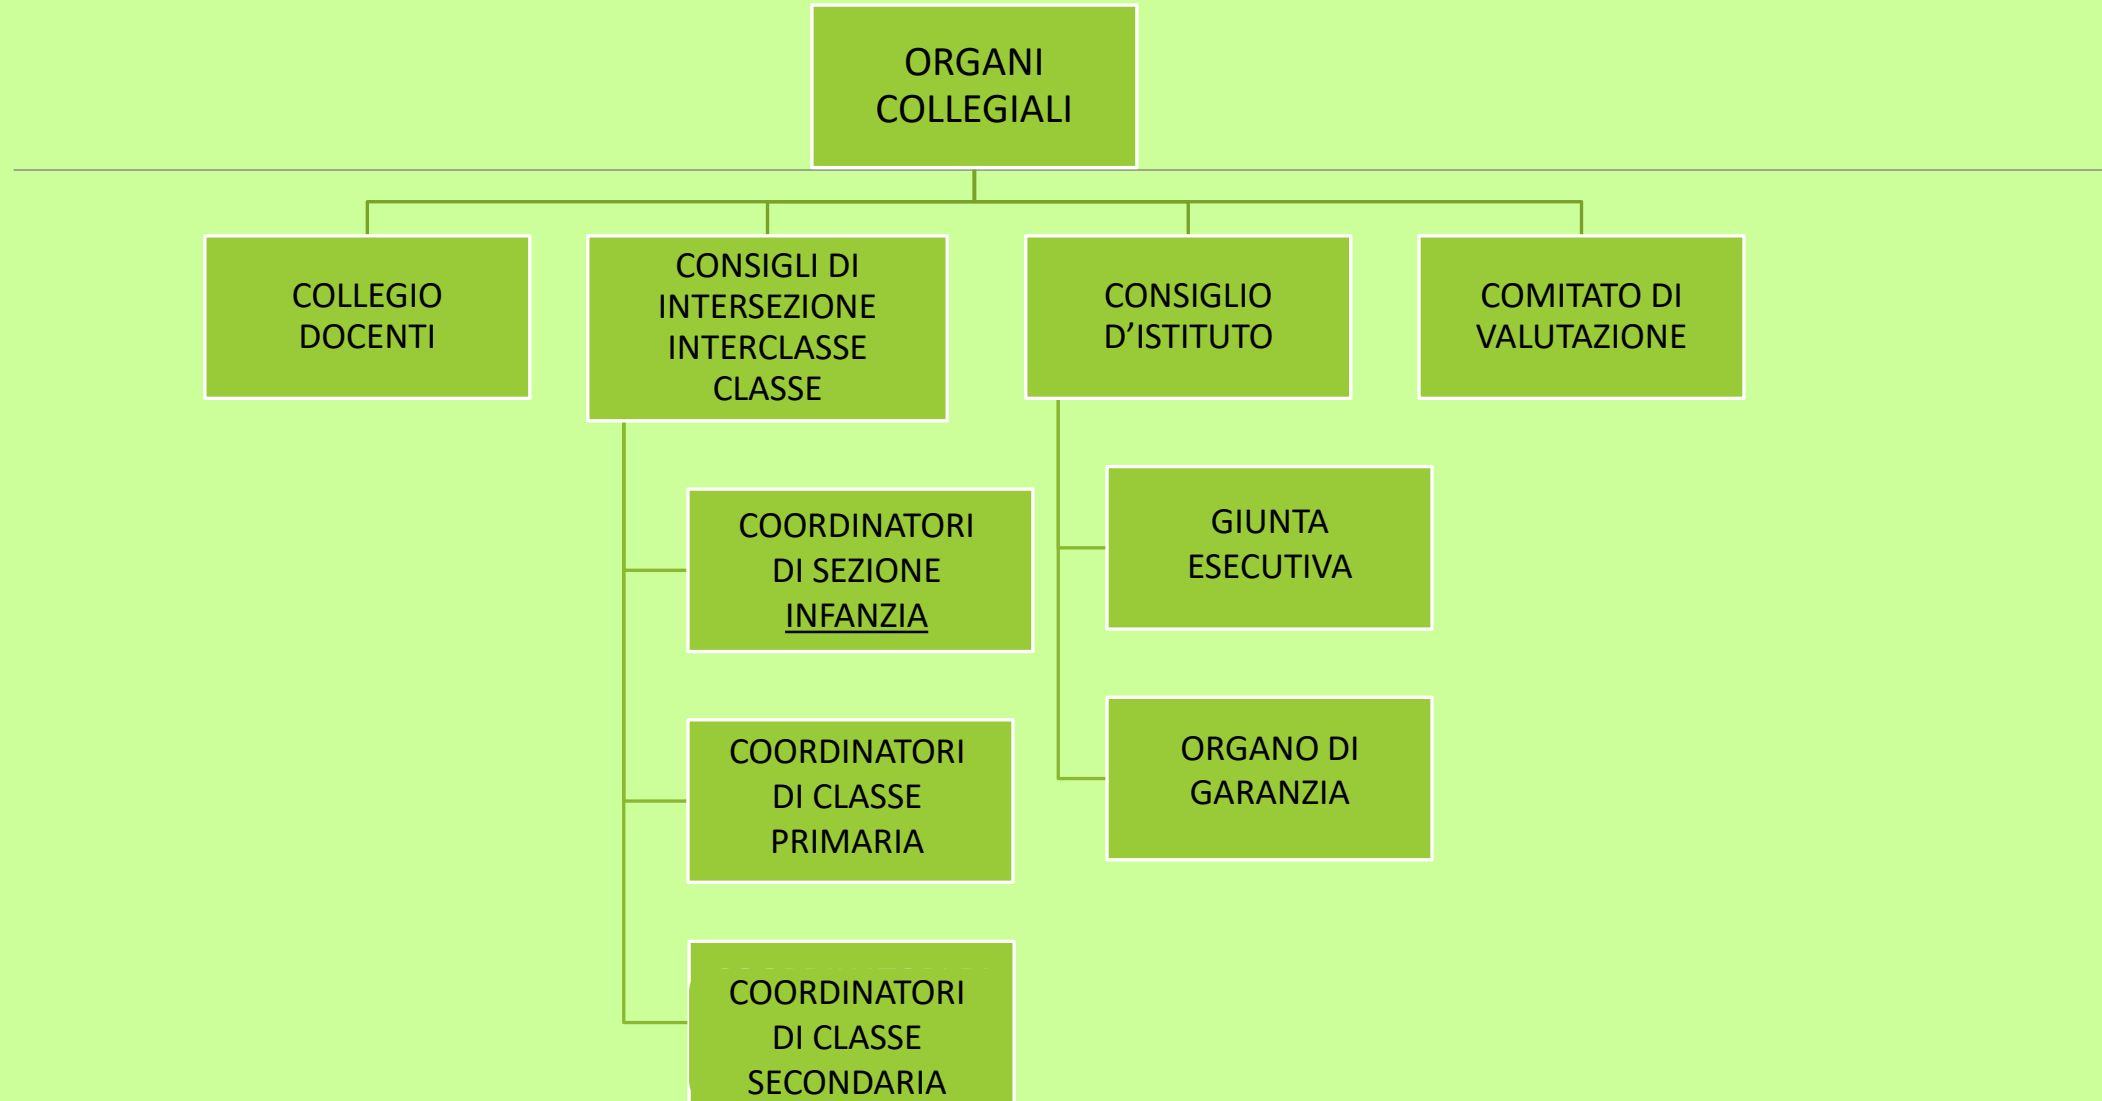 ORGANI
COLLEGIALI
COLLEGIO
DOCENTI
CONSIGLI DI
INTERSEZIONE
INTERCLASSE
CLASSE
CONSIGLIO
D’ISTITUTO
COMITATO DI
VALUTAZIONE
COORDINATORI
DI SEZIONE
INFANZIA
COORDINATORI
DI CLASSE
PRIMARIA
COORDINATORI
DI CLASSE
SECONDARIA
GIUNTA
ESECUTIVA
ORGANO DI
GARANZIA